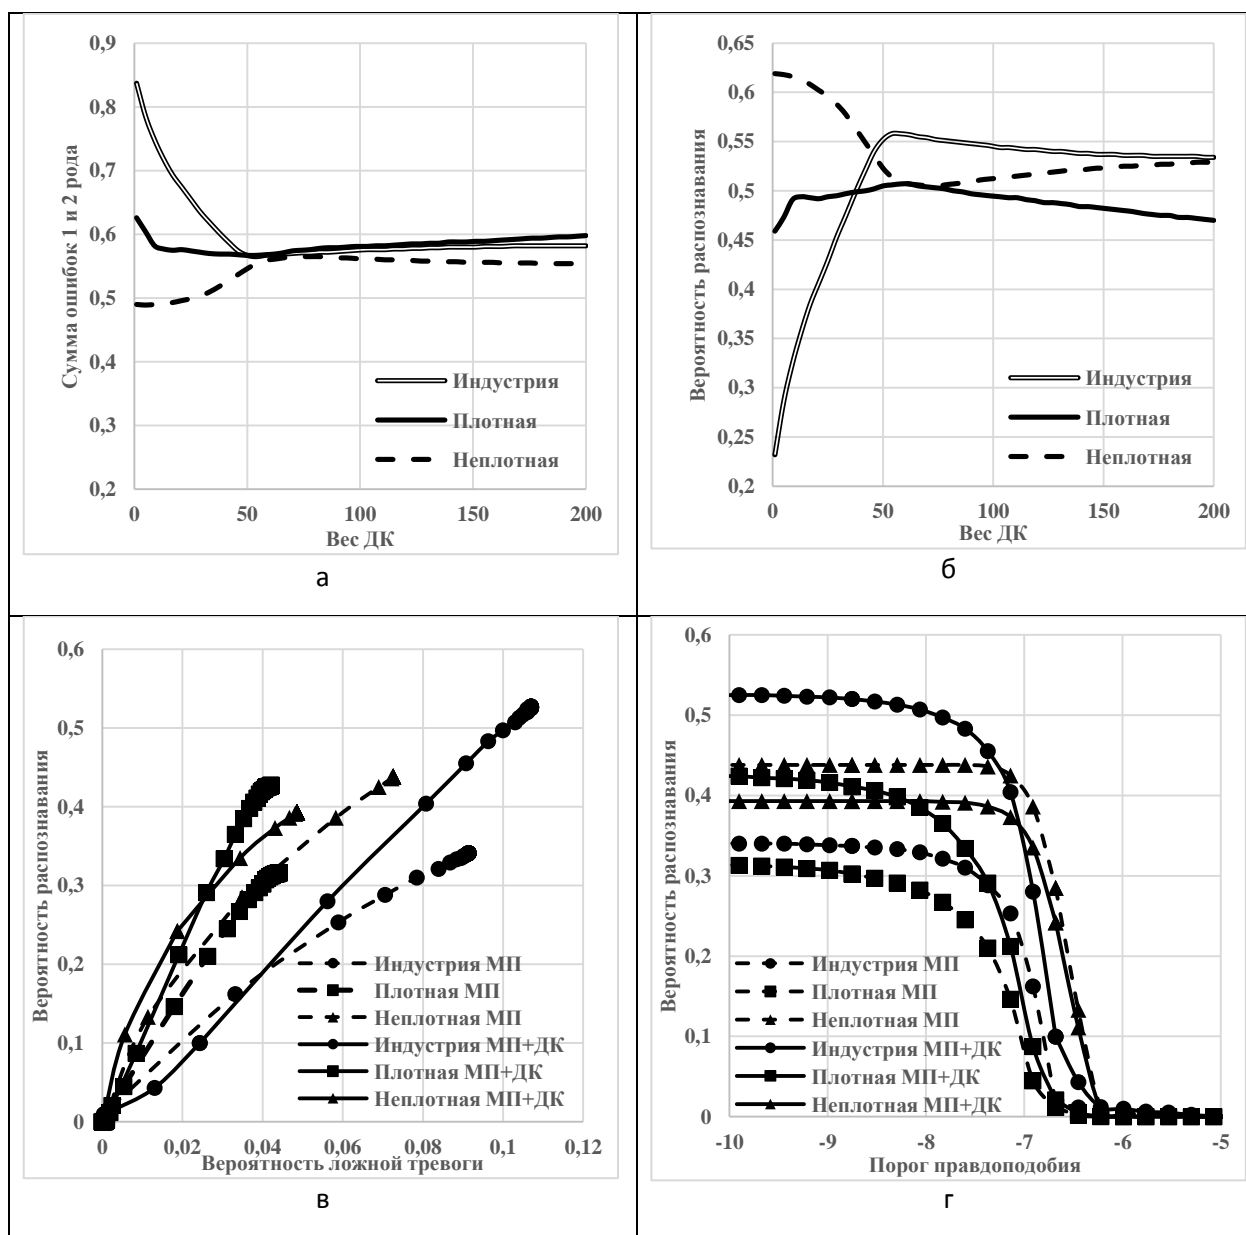 0,9
0,8
0,7
0,6
0,5
0,4
0,3
0,2
0
50
100
150
200
Сумма ошибок 1 и 2 рода
Вес ДК
Индустрия
Плотная
Неплотная
а
0,65
0,6
0,55
0,5
0,45
0,4
0,35
0,3
0,25
0,2
0
50
100
150
200
Вероятность распознавания
Вес ДК
Индустрия
Плотная
Неплотная
б
0,6
0,5
0,4
0,3
0,2
0,1
0
0
0,02
0,04
0,06
0,08
0,1
0,12
Вероятность распознавания
Вероятность ложной тревоги
Индустрия МП
Плотная МП
Неплотная МП
Индустрия МП+ДК
Плотная МП+ДК
Неплотная МП+ДК
в
0,6
0,5
0,4
0,3
0,2
0,1
0
-10
-9
-8
-7
-6
-5
Вероятность распознавания
Порог правдоподобия
Индустрия МП
Плотная МП
Неплотная МП
Индустрия МП+ДК
Плотная МП+ДК
Неплотная МП+ДК
г